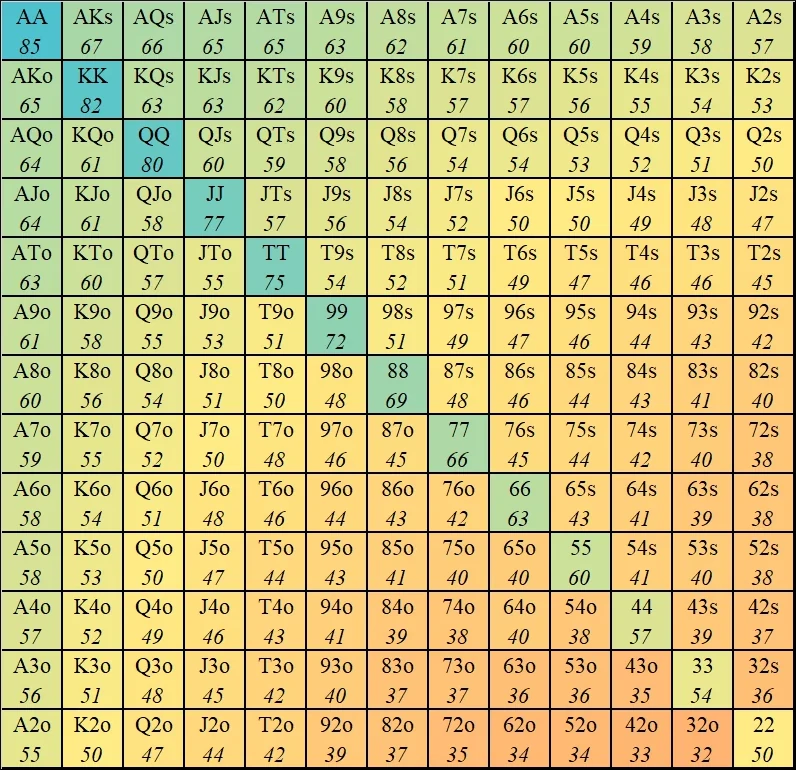 AA AKs AQs AJs ATs A9s A8s A7s A6s A5s A4s A3s A2s
85 67 66 65 65 63 62 61 60 60 59 58 57
AKo KK KQs KJs KTs K9s K8s K7s K6s K5s K4s K3s K2s
65 82 63 63 62 60 58 57 57 56 55 54 53
AQo KQo QQ QJs QTs Q9s Q8s Q7s Q6s Q5s Q4s Q3s Q2s
64 61 80 60 59 58 56 54 54 53 52 51 50
AJo KJo QJo JJ JTs J9s J8s J7s J6s J5s J4s J3s J2s
64 61 58 77 57 56 54 52 50 50 49 48 47
ATo KTo QTo JTo TT T9s T8s T7s T6s T5s T4s T3s T2s
63 60 57 55 75 54 52 51 49 47 46 46 45
A9o K9o Q9o J9o T9o 99 98s 97s 96s 95s 94s 93s 92s
61 58 55 53 51 72 51 49 47 46 44 43 42
A8o K8o Q8o J8o T8o 98o 88 87s 86s 85s 84s 83s 82s
60 56 54 51 50 48 69 48 46 44 43 41 40
A7o K7o Q7o J7o T7o 97o 87o 77 76s 75s 74s 73s 72s
59 55 52 50 48 46 45 66 45 44 42 40 38
A6o K6o Q6o J6o T6o 96o 86o 76o 66 65s 64s 63s 62s
58 54 51 48 46 44 43 42 63 43 41 39 38
A5o K5o Q5o J5o T5o 95o 85o 75o 65o 55 54s 53s 52s
58 53 50 47 44 43 41 40 40 60 41 40 38
A4o K4o Q4o J4o T4o 94o 84o 74o 64o 54o 44 43s 42s
57 52 49 46 43 41 39 38 40 38 57 39 37
A3o K3o Q3o J3o T3o 93o 83o 73o 63o 53o 43o 33 32s
56 51 48 45 42 40 37 37 36 36 35 54 36
A2o K2o Q2o J2o T2o 92o 82o 72o 62o 52o 42o 32o 22
55 50 47 44 42 39 37 35 34 34 33 32 50